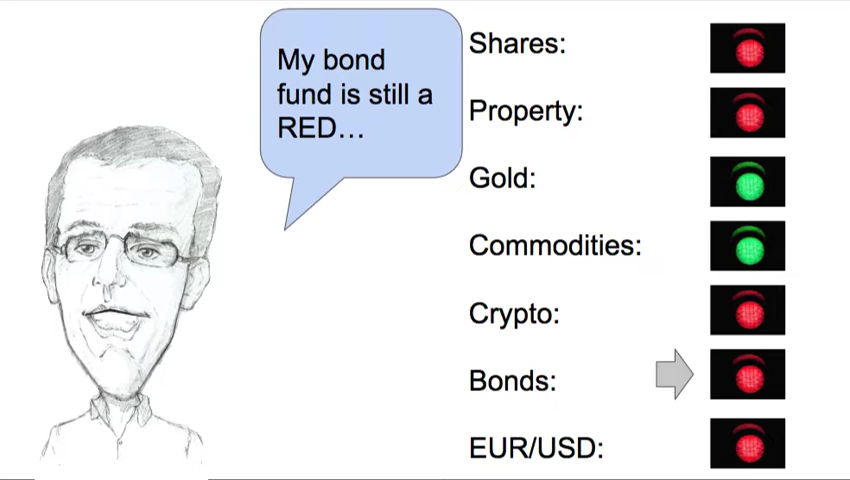 My bond
fund is still a
RED…
Shares:
Property:
Gold:
Commodities:
Crypto:
Bonds:
EUR/USD: